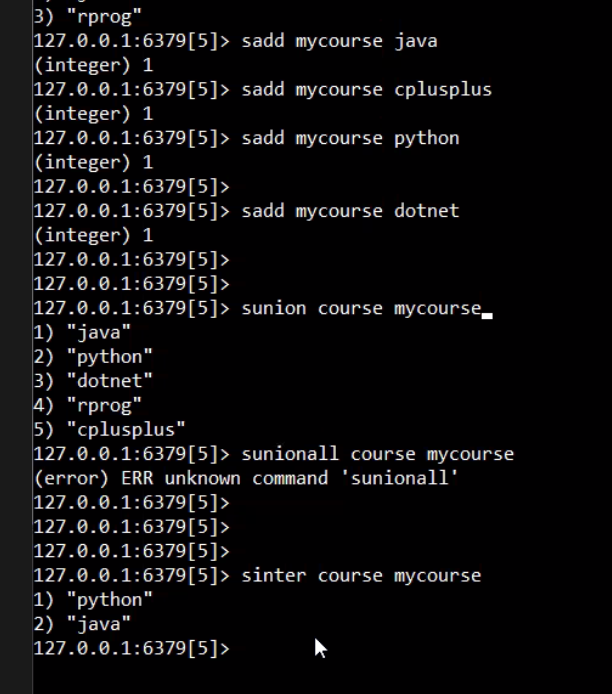 3) "rprog"
127.0.0.1:6379[5]> sadd mycourse java
(integer) 1
127.0.0.1:6379[5]> sadd mycourse cplusplus
(integer) 1
127.0.0.1:6379[5]> sadd mycourse python
(integer) 1
127.0.0.1:6379[5]>
127.0.0.1:6379[5]> sadd mycourse dotnet
(integer) 1
127.0.0.1:6379[5]>
127.0.0.1:6379[5]>
127.0.0.1:6379[5]> sunion course mycourse
1) "java"
2) "python"
3) "dotnet"
4) "rprog"
5) "cplusplus"
127.0.0.1:6379[5]> sunionall course mycourse
(error) ERR unknown command 'sunionall'
127.0.0.1:6379[5]>
127.0.0.1:6379[5]>
127.0.0.1:6379[5]>
127.0.0.1:6379[5]> sinter course mycourse
1) "python"
2) "java"
127.0.0.1:6379[5]>